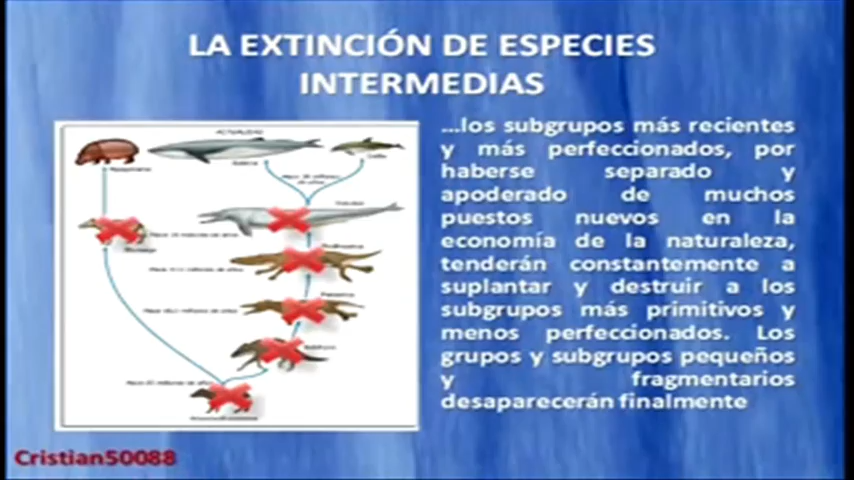 LA EXTINCIÓN DE ESPECIES
INTERMEDIAS
...los subgrupos más recientes
y más perfeccionados, por
haberse separado y
apoderado de muchos
puestos nuevos en la
economía de la naturaleza,
tenderán constantemente a
suplantar y destruir a los
subgrupos más primitivos y
menos perfeccionados. Los
grupos y subgrupos pequeños
y fragmentarios
desaparecerán finalmente
ACTUALIDAD
Cristian50088